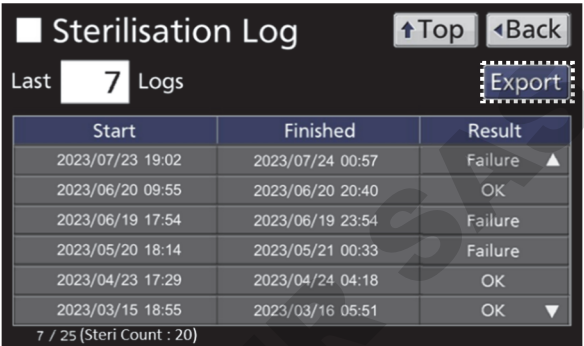 Sterilisation Log
↑Top
◂Back
Last 7 Logs
Export
Start Finished Result
2023/07/23 19:02 2023/07/24 00:57 Failure ▲
2023/06/20 09:55 2023/06/20 20:40 OK
2023/06/19 17:54 2023/06/19 23:54 Failure
2023/05/20 18:14 2023/05/21 00:33 Failure
2023/04/23 17:29 2023/04/24 04:18 OK
2023/03/15 18:55 2023/03/16 05:51 OK ▼
7 / 25 (Steri Count : 20)